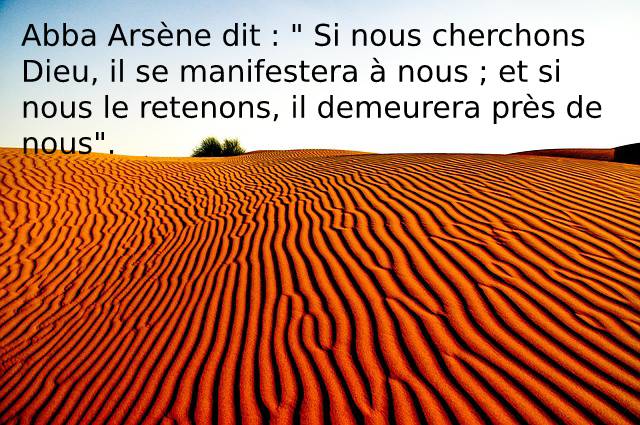 Abba Arsène dit : " Si nous cherchons
Dieu, il se manifestera à nous ; et si
nous le retenons, il demeurera près de
nous".